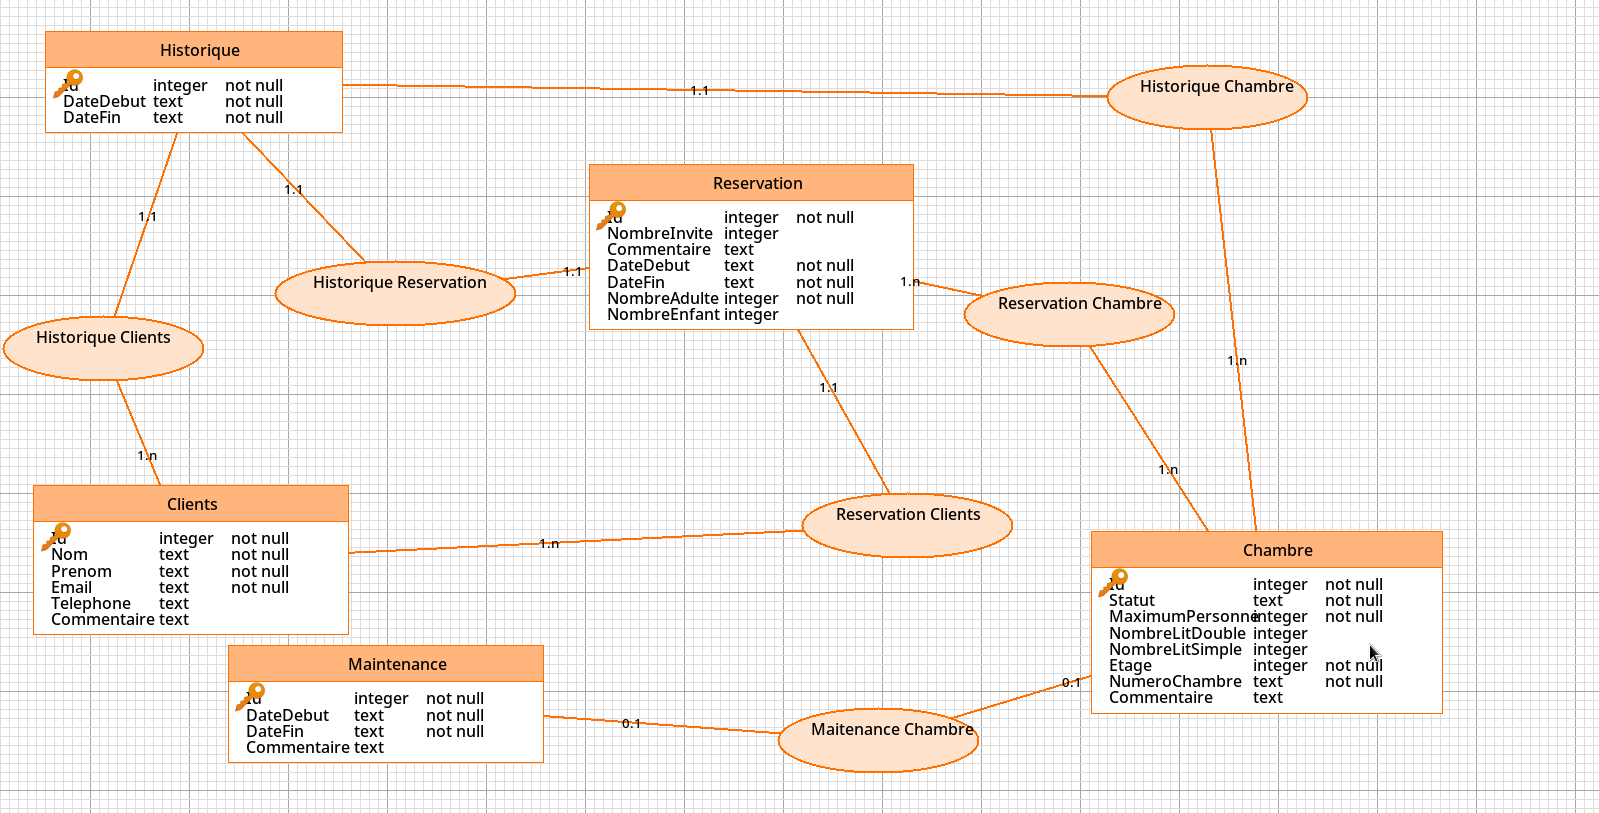 Historique
Id integer not null
DateDebut text not null
DateFin text not null
1.1
Historique Chambre
1.1
1.1
Reservation
Id integer not null
NombreInvite integer
Commentaire text
DateDebut text not null
DateFin text not null
NombreAdulte integer not null
NombreEnfant integer
Historique Reservation
1.1
1.n
Reservation Chambre
Historique Clients
1.n
1.1
1.n
1.n
Clients
Id integer not null
Nom text not null
Prenom text not null
Email text not null
Telephone text
Commentaire text
1.n
Reservation Clients
Chambre
Id integer not null
Statut text not null
MaximumPersonne integer not null
NombreLitDouble integer
NombreLitSimple integer
Etage integer not null
NumeroChambre text not null
Commentaire text
Maintenance
Id integer not null
DateDebut text not null
DateFin text not null
Commentaire text
0.1
Maitenance Chambre
0.1